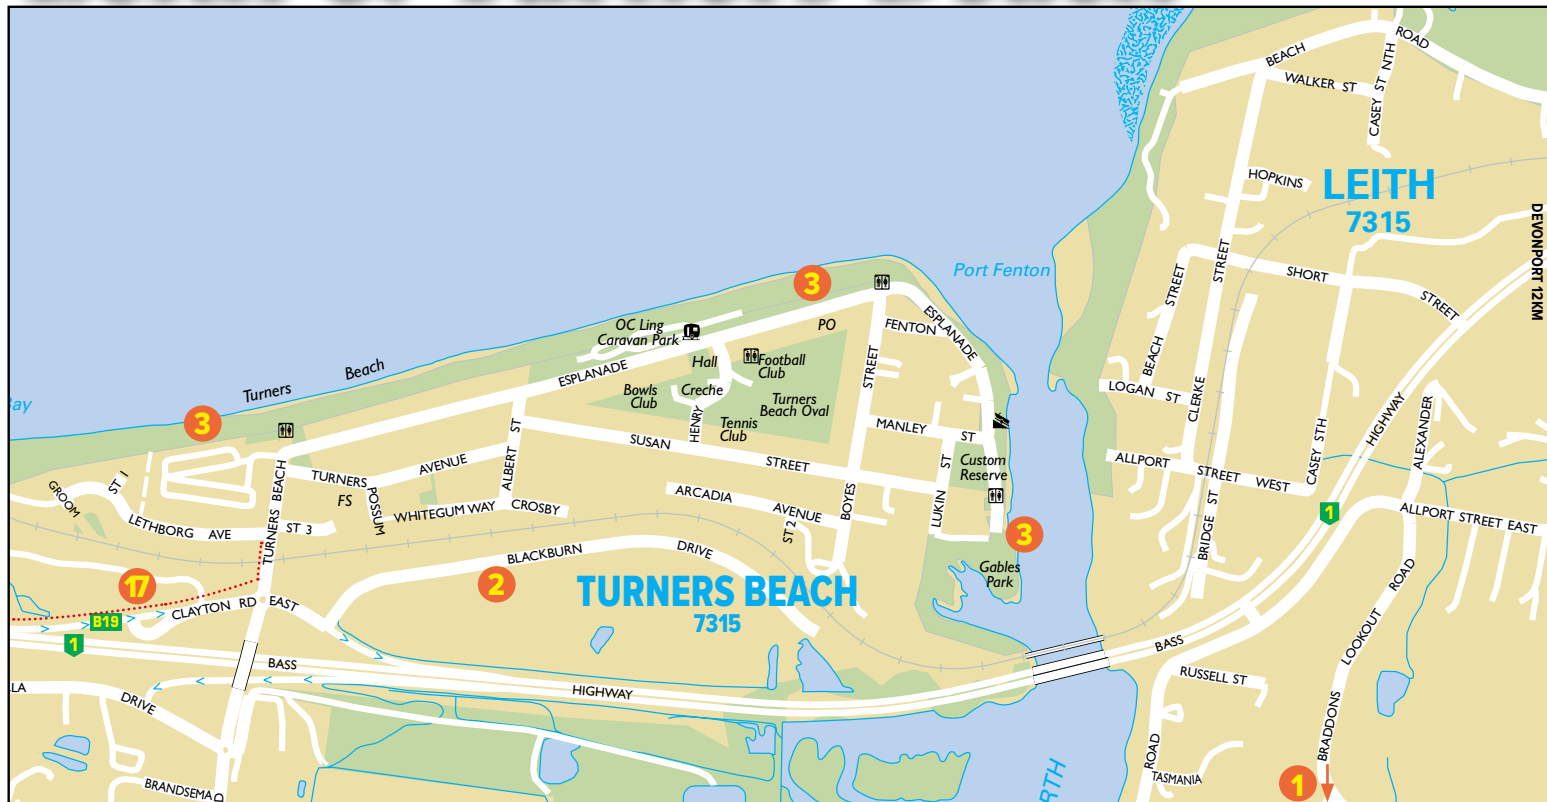 BEACH
ROAD
WALKER ST
CASEY ST NTH
HOPKINS
LEITH
7315
DEVONPORT 12KM
Port Fenton
3
PO
FENTON
ESPLANADE
STREET
STREET
SHORT
STREET
BEACH
OC Ling
Caravan Park
Hall
Football
Club
ESPLANADE
Bowls
Club
Creche
Turners
Beach Oval
HENRY
Tennis
Club
Turners
Beach
Bay
3
STREET
LOGAN ST
CLERKE
HIGHWAY
ALEXANDER
MANLEY ST
SUSAN
STREET
ST
ALBERT
AVENUE
TURNERS
FS
POSSUM
TURNERS BEACH
Custom
Reserve
ST
LUKIN
ALLPORT
STREET WEST
CASEY STH
1
ALLPORT STREET EAST
GROOM
ST 1
LETHBORG AVE
ST 3
WHITEGUM WAY
CROSBY
ARCADIA
AVENUE
ST 2
BOYES
BRIDGE ST
3
Gables
Park
BLACKBURN
DRIVE
2
TURNERS BEACH
7315
17
CLAYTON RD
EAST
B19
1
BASS
HIGHWAY
BASS
LOOKOUT
ROAD
RUSSELL ST
BRADDONS
LA
DRIVE
BRANDSEMA
D
ROAD
TASMANIA
RTH
1